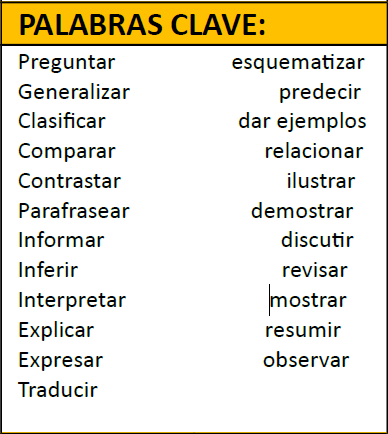 PALABRAS CLAVE:
Preguntar esquematizar
Generalizar predecir
Clasificar dar ejemplos
Comparar relacionar
Contrastar ilustrar
Parafrasear demostrar
Informar discutir
Inferir revisar
Interpretar mostrar
Explicar resumir
Expresar observar
Traducir